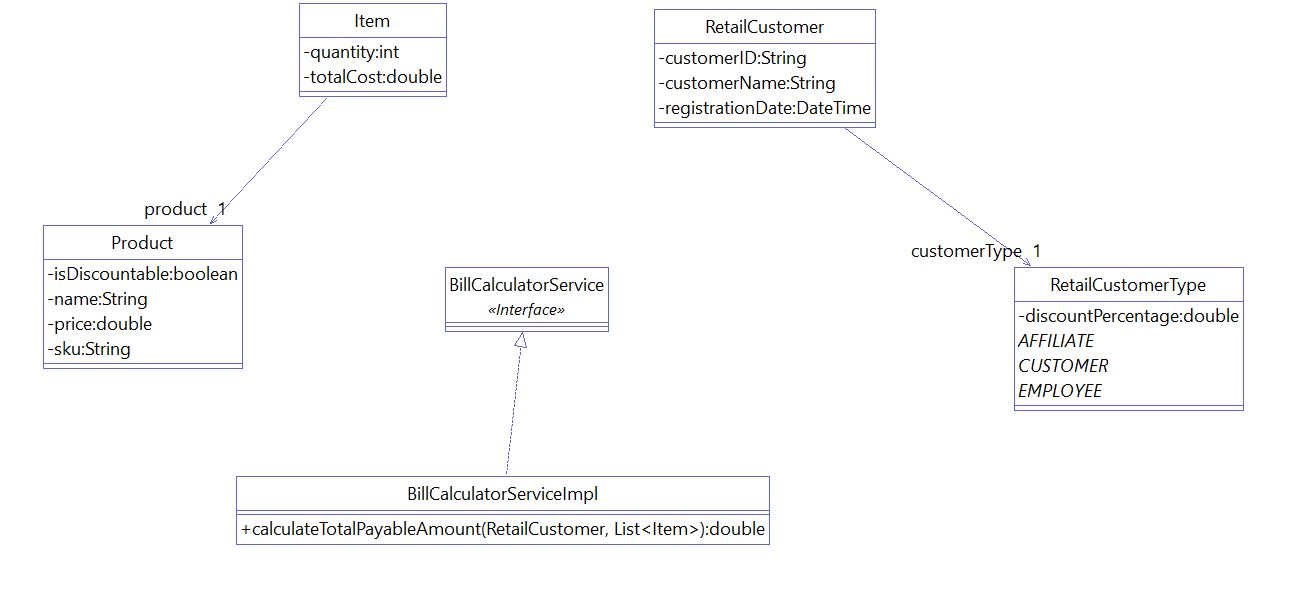 Item
-quantity:int
-totalCost:double
RetailCustomer
-customerID:String
-customerName:String
-registrationDate:DateTime
product 1
Product
-isDiscountable:boolean
-name:String
-price:double
-sku:String
customerType 1
BillCalculatorService
«Interface»
RetailCustomerType
-discountPercentage:double
AFFILIATE
CUSTOMER
EMPLOYEE
BillCalculatorServiceImpl
+calculateTotalPayableAmount(RetailCustomer, List<Item>):double